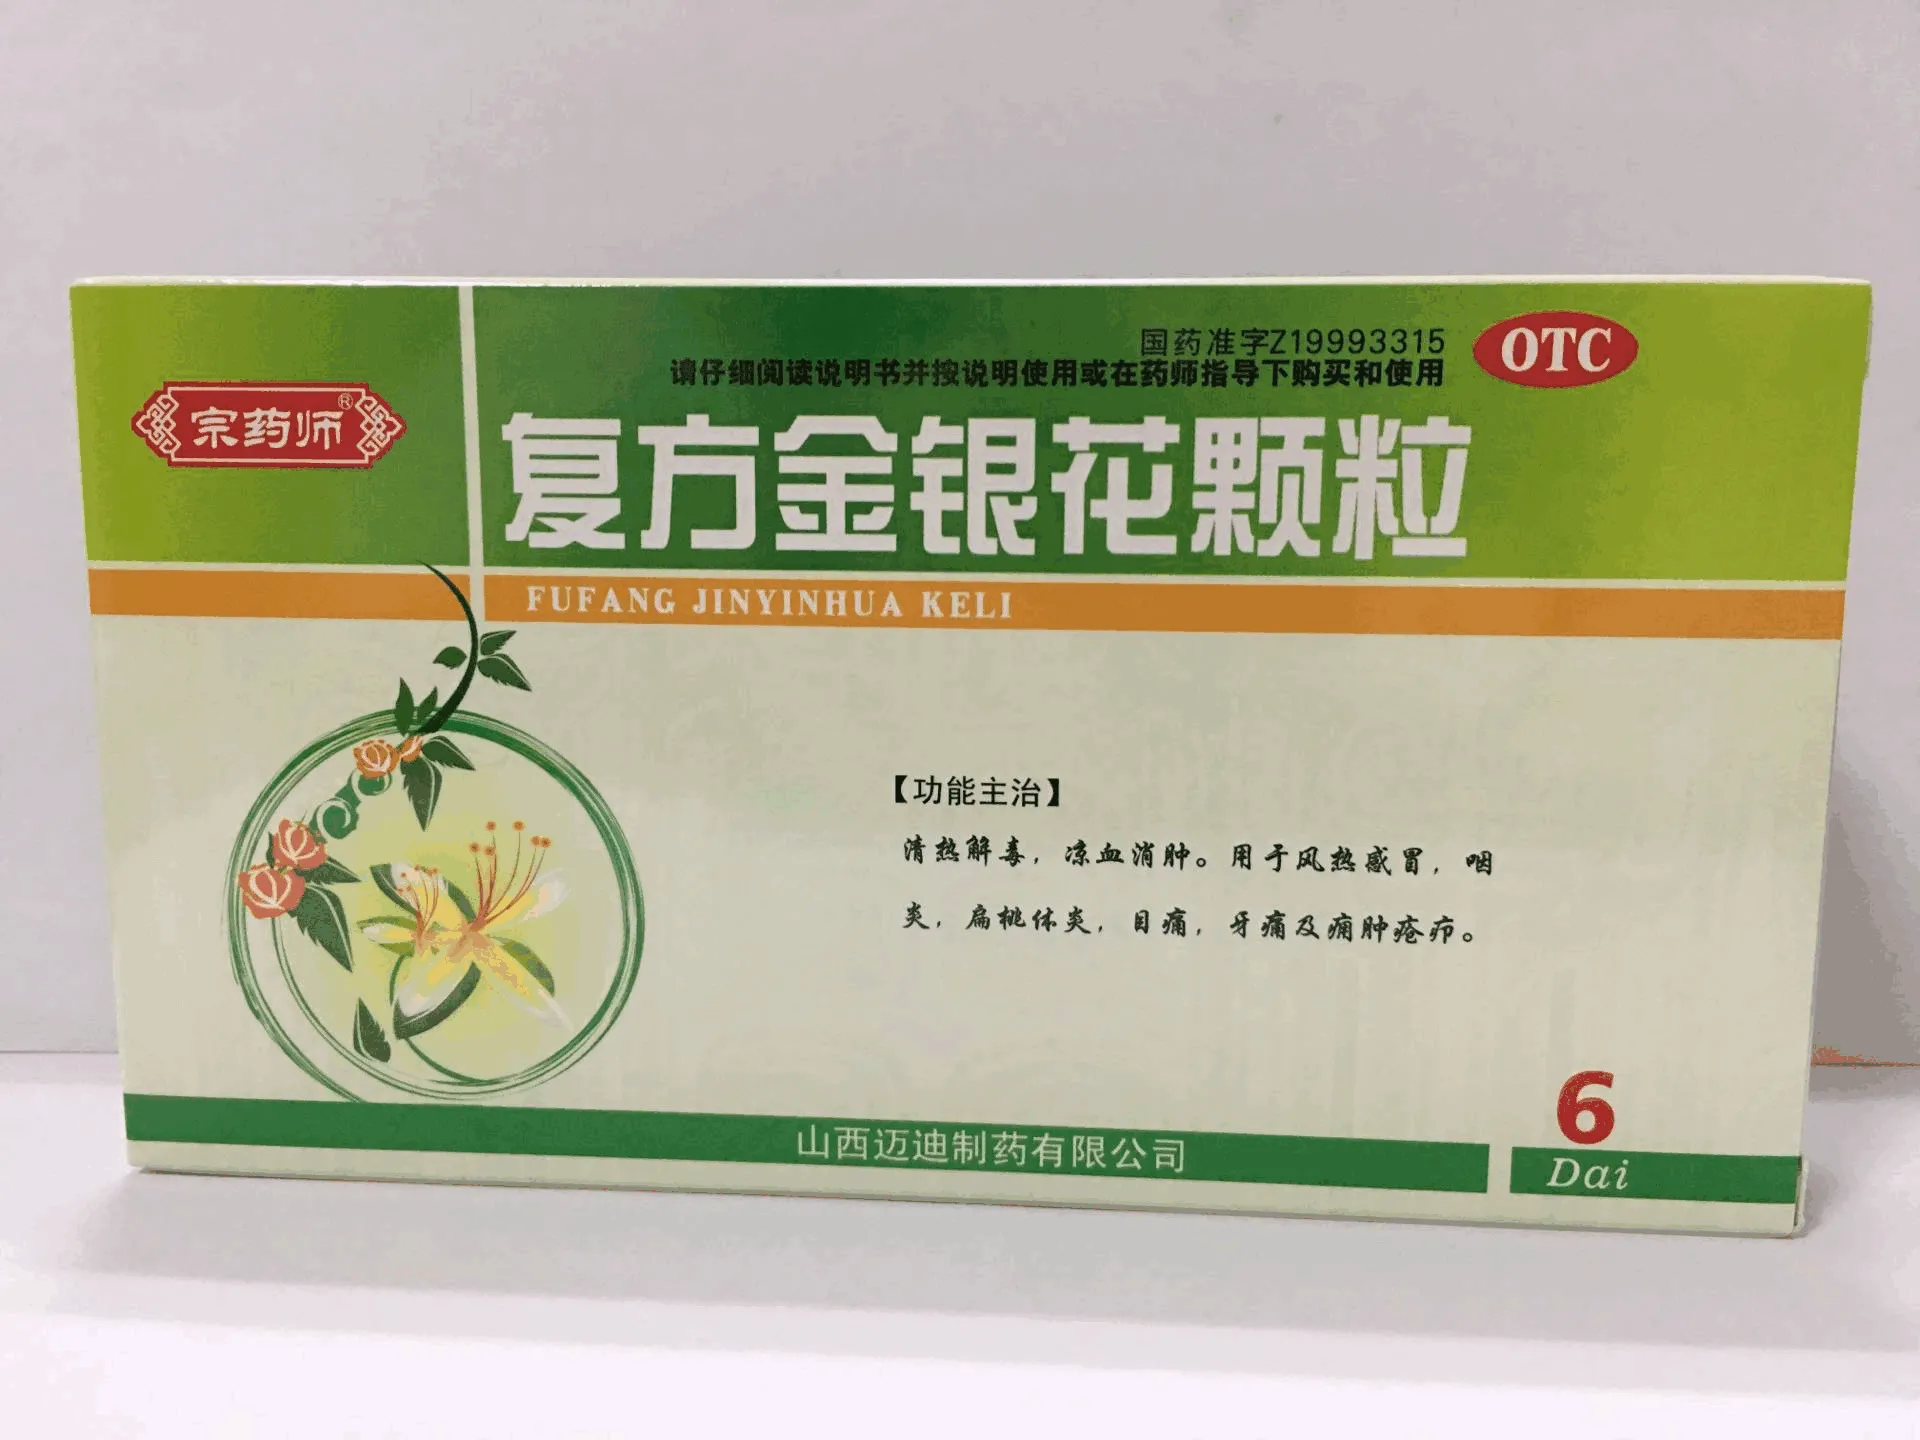 国药准字Z19993315
请仔细阅读说明书并按说明使用或在药师指导下购买和使用
OTC
宗药师®
复方金银花颗粒
FUFANG JINYINHUA KELI
【功能主治】
清热解毒，凉血消肿。用于风热感冒，咽
炎，扁桃体炎，目痛，牙痛及痈肿疮疖。
山西迈迪制药有限公司
6
Dai